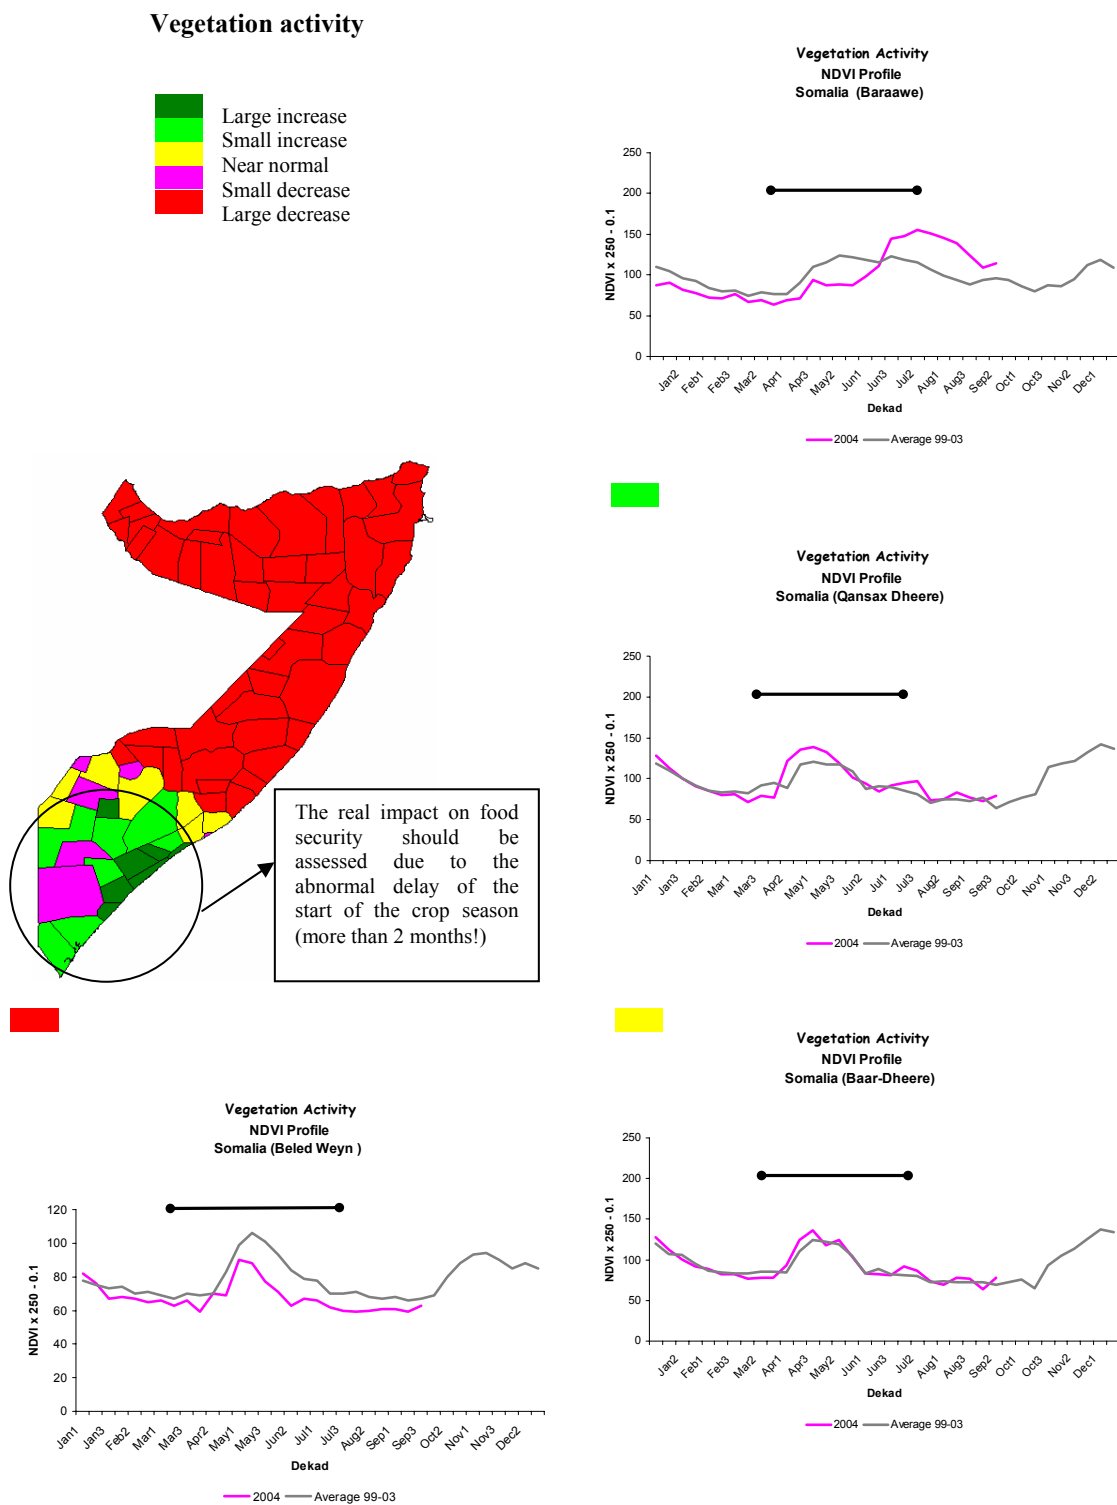 Vegetation activity
Large increase
Small increase
Near normal
Small decrease
Large decrease
Vegetation Activity
NDVI Profile
Somalia (Baraawe)
250
200
150
100
50
0
NDVI x 250 - 0.1
Jan2 Feb1 Feb3 Mar2 Apr1 Apr3 May2 Jun1 Jun3 Jul2 Aug1 Aug3 Sep2 Oct1 Oct3 Nov2 Dec1
Dekad
2004 Average 99-03
The real impact on food
security should be
assessed due to the
abnormal delay of the
start of the crop season
(more than 2 months!)
Vegetation Activity
NDVI Profile
Somalia (Qansax Dheere)
250
200
150
100
50
0
NDVI x 250 - 0.1
Jan1 Jan3 Feb2 Mar1 Mar3 Apr2 May1 May3 Jun2 Jul1 Jul3 Aug2 Sep1 Sep3 Oct2 Nov1 Nov3 Dec2
Dekad
2004 Average 99-03
Vegetation Activity
NDVI Profile
Somalia (Beled Weyn )
120
100
80
60
40
20
0
NDVI x 250 - 0.1
Jan1 Jan3 Feb2 Mar1 Mar3 Apr2 May1 May3 Jun2 Jul1 Jul3 Aug2 Sep1 Sep3 Oct2 Nov1 Nov3 Dec2
Dekad
2004 Average 99-03
Vegetation Activity
NDVI Profile
Somalia (Baar-Dheere)
250
200
150
100
50
0
NDVI x 250 - 0.1
Jan2 Feb1 Feb3 Mar2 Apr1 Apr3 May2 Jun1 Jun3 Jul2 Aug1 Aug3 Sep2 Oct1 Oct3 Nov2 Dec1
Dekad
2004 Average 99-03